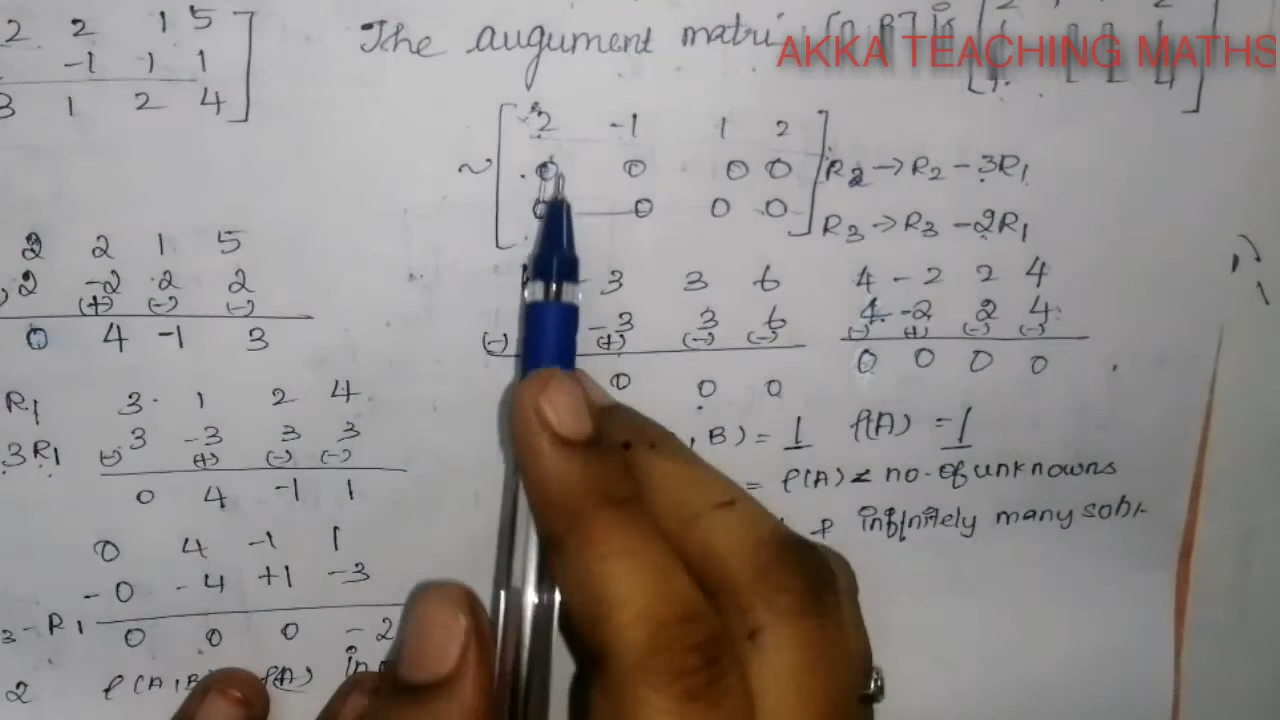 2 2 1 5
-1 1 1
3 1 2 4
2 2 1 5
2 -2 2 2
(+) (-) (-)
0 4 -1 3
R1 3 1 2 4
3R1 3 -3 3 3
(-) (+) (-) (-)
0 4 -1 1
0 4 -1 1
-0 -4 +1 -3
3-R1 0 0 0 -2
2 ρ(A,B) ρ(A) in
The augument matri
AKKA TEACHING MATHS
~ [ 2 -1 1 2 ]
0 0 0 0 R2→R2-3R1
0 0 0 0 R3→R3-2R1
3 3 6
-3 3 6
(-) (+) (-) (-)
0 0 0
4 -2 2 4
4 -2 2 4
(-) (+) (-) (-)
0 0 0 0
,B) = 1 ρ(A) = 1
= ρ(A) < no.of unknowns
infinitely many soln